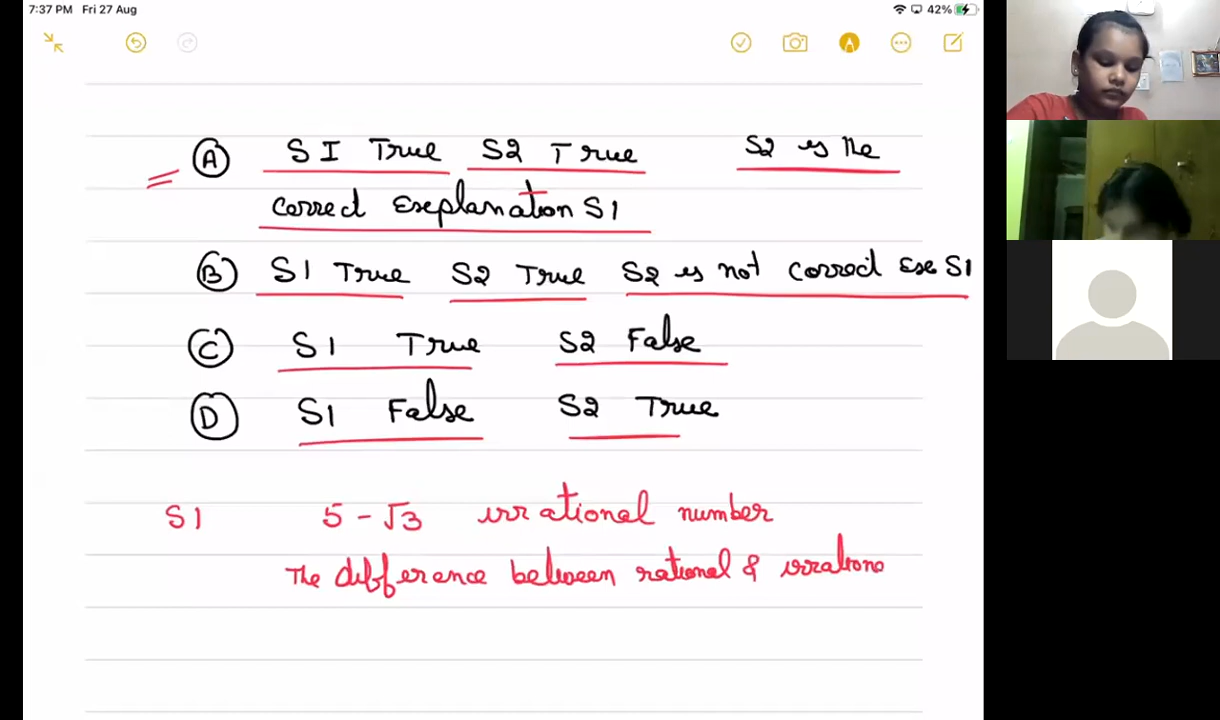 7:37 PM Fri 27 Aug
42%
A S I True S2 True S2 is the
correct Explanation S1
B S1 True S2 True S2 is not correct Exe S1
C S1 True S2 False
D S1 False S2 True
S1 5 - √3 irrational number
The difference between rational & irrationa